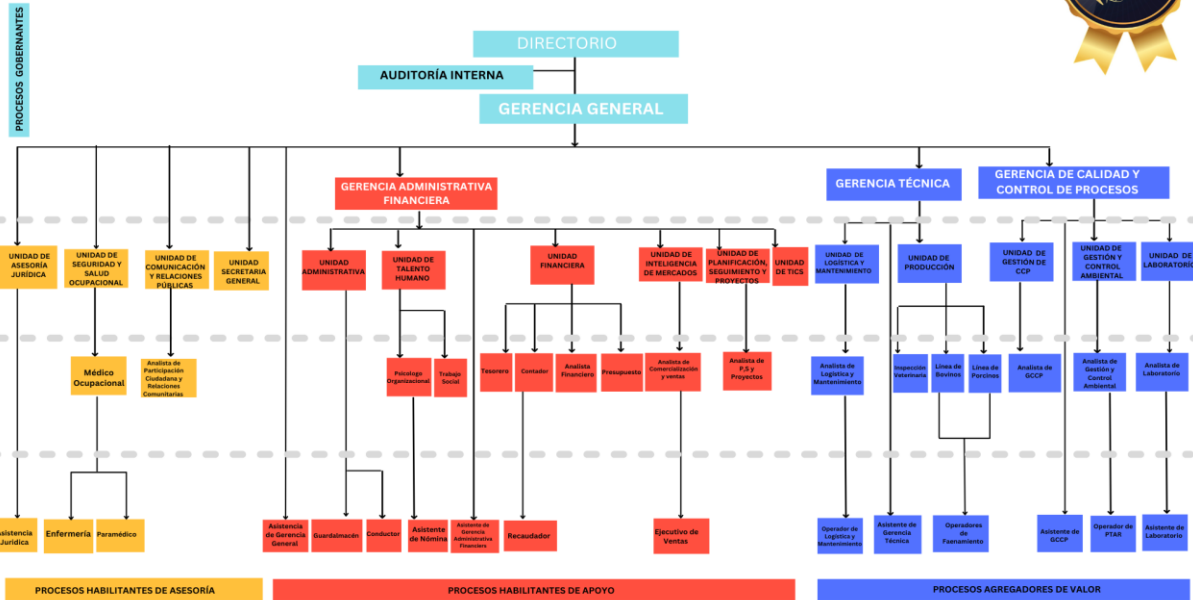 PROCESOS GOBERNANTES
DIRECTORIO
AUDITORÍA INTERNA
GERENCIA GENERAL
GERENCIA ADMINISTRATIVA
FINANCIERA
GERENCIA TÉCNICA
GERENCIA DE CALIDAD Y
CONTROL DE PROCESOS
UNIDAD DE
ASESORÍA
JURÍDICA
UNIDAD DE
SEGURIDAD Y
SALUD
OCUPACIONAL
UNIDAD DE
COMUNICACIÓN
Y RELACIONES
PÚBLICAS
UNIDAD
SECRETARIA
GENERAL
UNIDAD
ADMINISTRATIVA
UNIDAD DE
TALENTO
HUMANO
UNIDAD
FINANCIERA
UNIDAD DE
INTELIGENCIA
DE MERCADOS
UNIDAD DE
PLANIFICACIÓN,
SEGUIMIENTO Y
PROYECTOS
UNIDAD
DE TICS
UNIDAD DE
LOGÍSTICA Y
MANTENIMIENTO
UNIDAD DE
PRODUCCIÓN
UNIDAD DE
GESTIÓN DE
CCP
UNIDAD DE
GESTIÓN Y
CONTROL
AMBIENTAL
UNIDAD DE
LABORATORIO
Médico
Ocupacional
Analista de
Participación
Ciudadana y
Relaciones
Comunitarias
Psicologo
Organizacional
Trabajo
Social
Tesorero
Contador
Analista
Financiero
Presupuesto
Analista de
Comercialización
y ventas
Analista de
P,S y
Proyectos
Analista de
Logística y
Mantenimiento
Inspección
Veterinaria
Línea de
Bovinos
Línea de
Porcinos
Analista de
GCCP
Analista de
Gestión y
Control
Ambiental
Analista de
Laboratorio
Asistencia
Jurídica
Enfermería
Paramédico
Asistencia
de Gerencia
General
Guardalmacén
Conductor
Asistente
de Nómina
Asistente de
Gerencia
Administrativa
Financiera
Recaudador
Ejecutivo de
Ventas
Operador de
Logística y
Mantenimiento
Asistente de
Gerencia
Técnica
Operadores
de
Faenamiento
Asistente de
GCCP
Operador de
PTAR
Asistente de
Laboratorio
PROCESOS HABILITANTES DE ASESORÍA
PROCESOS HABILITANTES DE APOYO
PROCESOS AGREGADORES DE VALOR